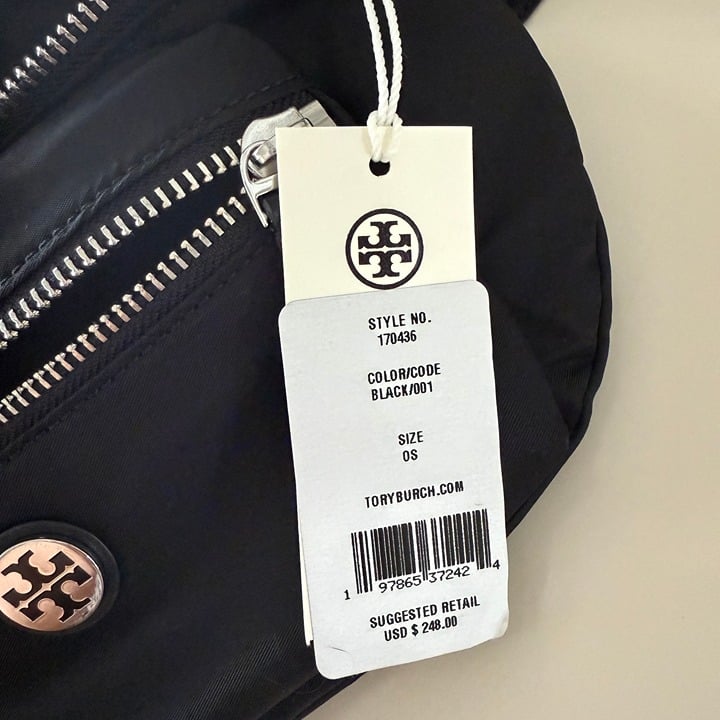 STYLE NO.
170436
COLOR/CODE
BLACK/001
SIZE
OS
TORYBURCH.COM
1 97865 37242 4
SUGGESTED RETAIL
USD $ 248.00